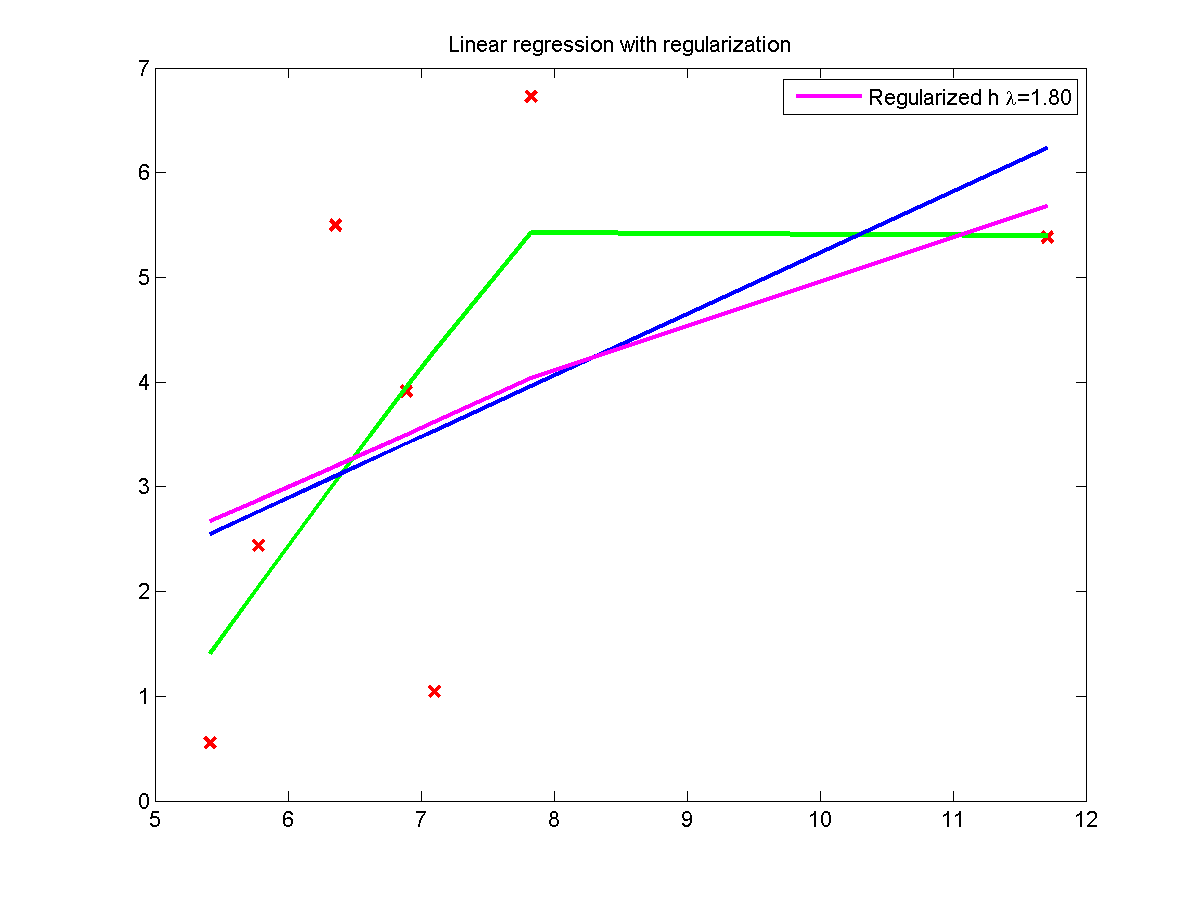 Linear regression with regularization
Regularized h λ=1.80
7
6
5
4
3
2
1
0
5 6 7 8 9 10 11 12